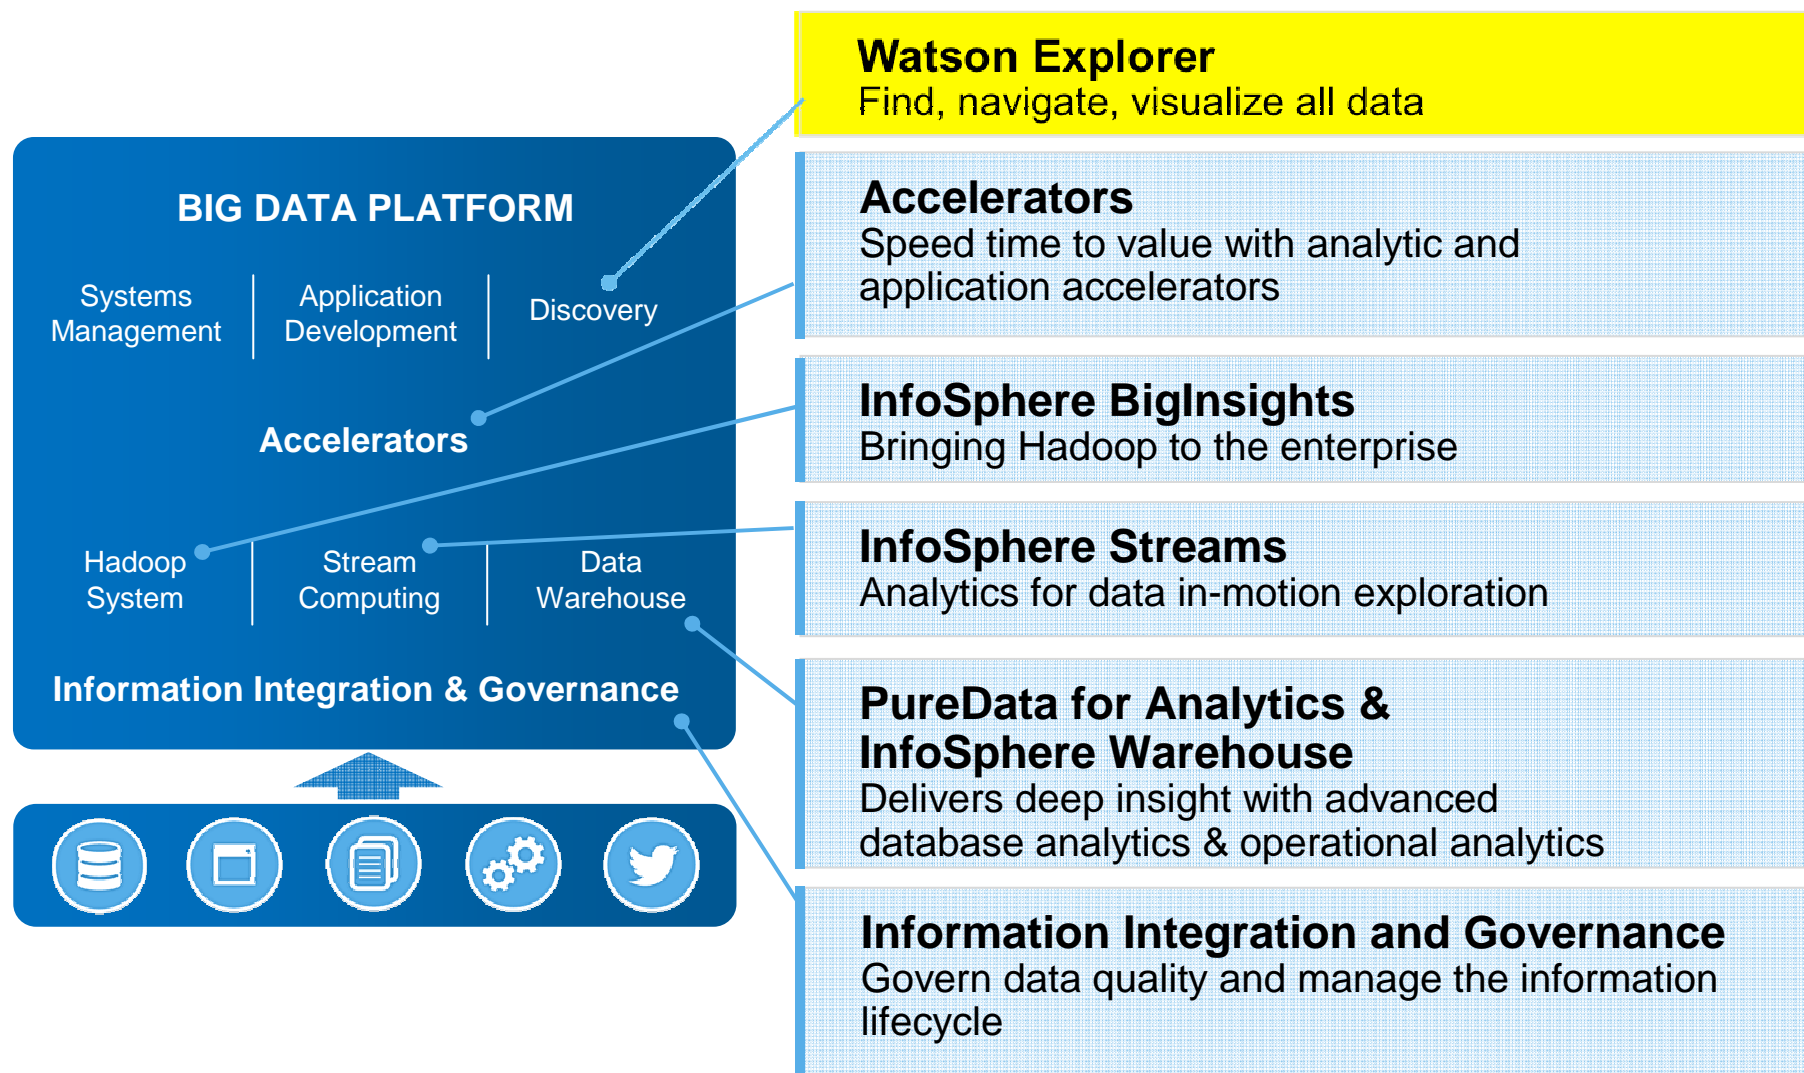 Watson Explorer
Find, navigate, visualize all data
BIG DATA PLATFORM
Systems
Management
Application
Development
Discovery
Accelerators
Hadoop
System
Stream
Computing
Data
Warehouse
Information Integration & Governance
Accelerators
Speed time to value with analytic and
application accelerators
InfoSphere BigInsights
Bringing Hadoop to the enterprise
InfoSphere Streams
Analytics for data in-motion exploration
PureData for Analytics &
InfoSphere Warehouse
Delivers deep insight with advanced
database analytics & operational analytics
Information Integration and Governance
Govern data quality and manage the information
lifecycle